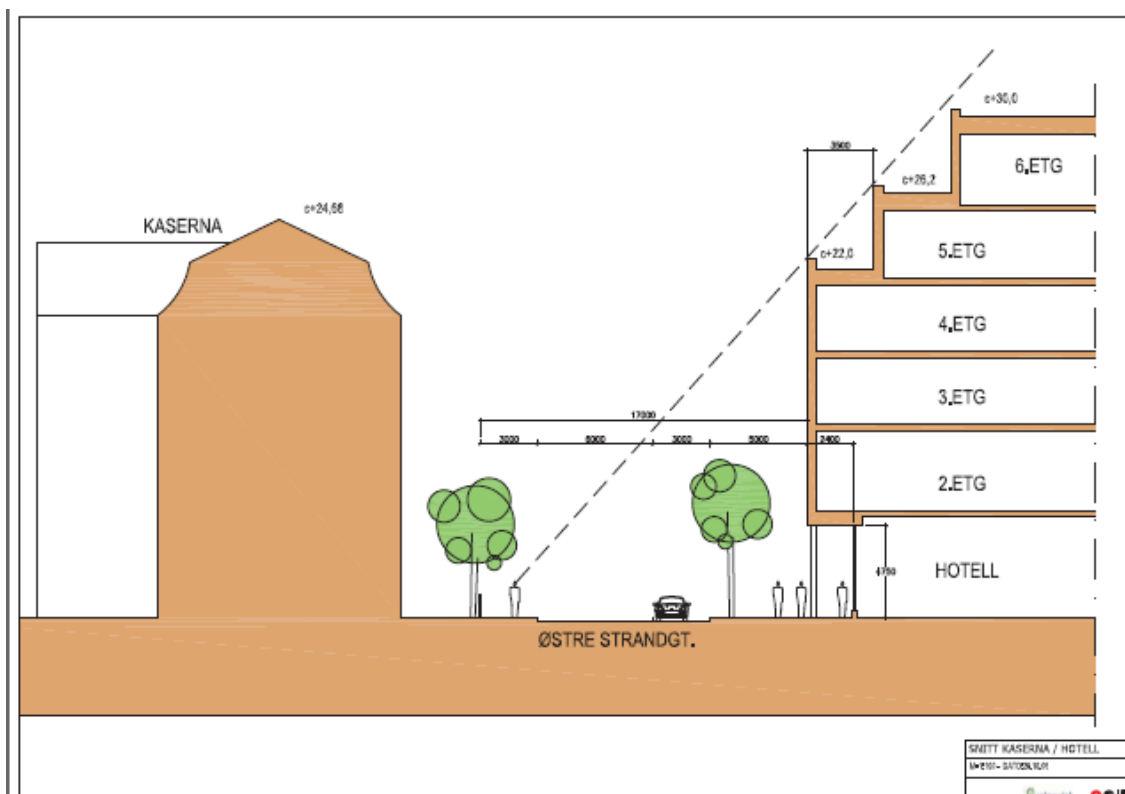 c+30,0
3500
6.ETG
c+26,2
c+24,58
KASERNA
5.ETG
c+22,0
4.ETG
3.ETG
17000
3000 6000 3000 5000 2400
2.ETG
HOTELL
4750
ØSTRE STRANDGT.
SNITT KASERNA / HOTELL